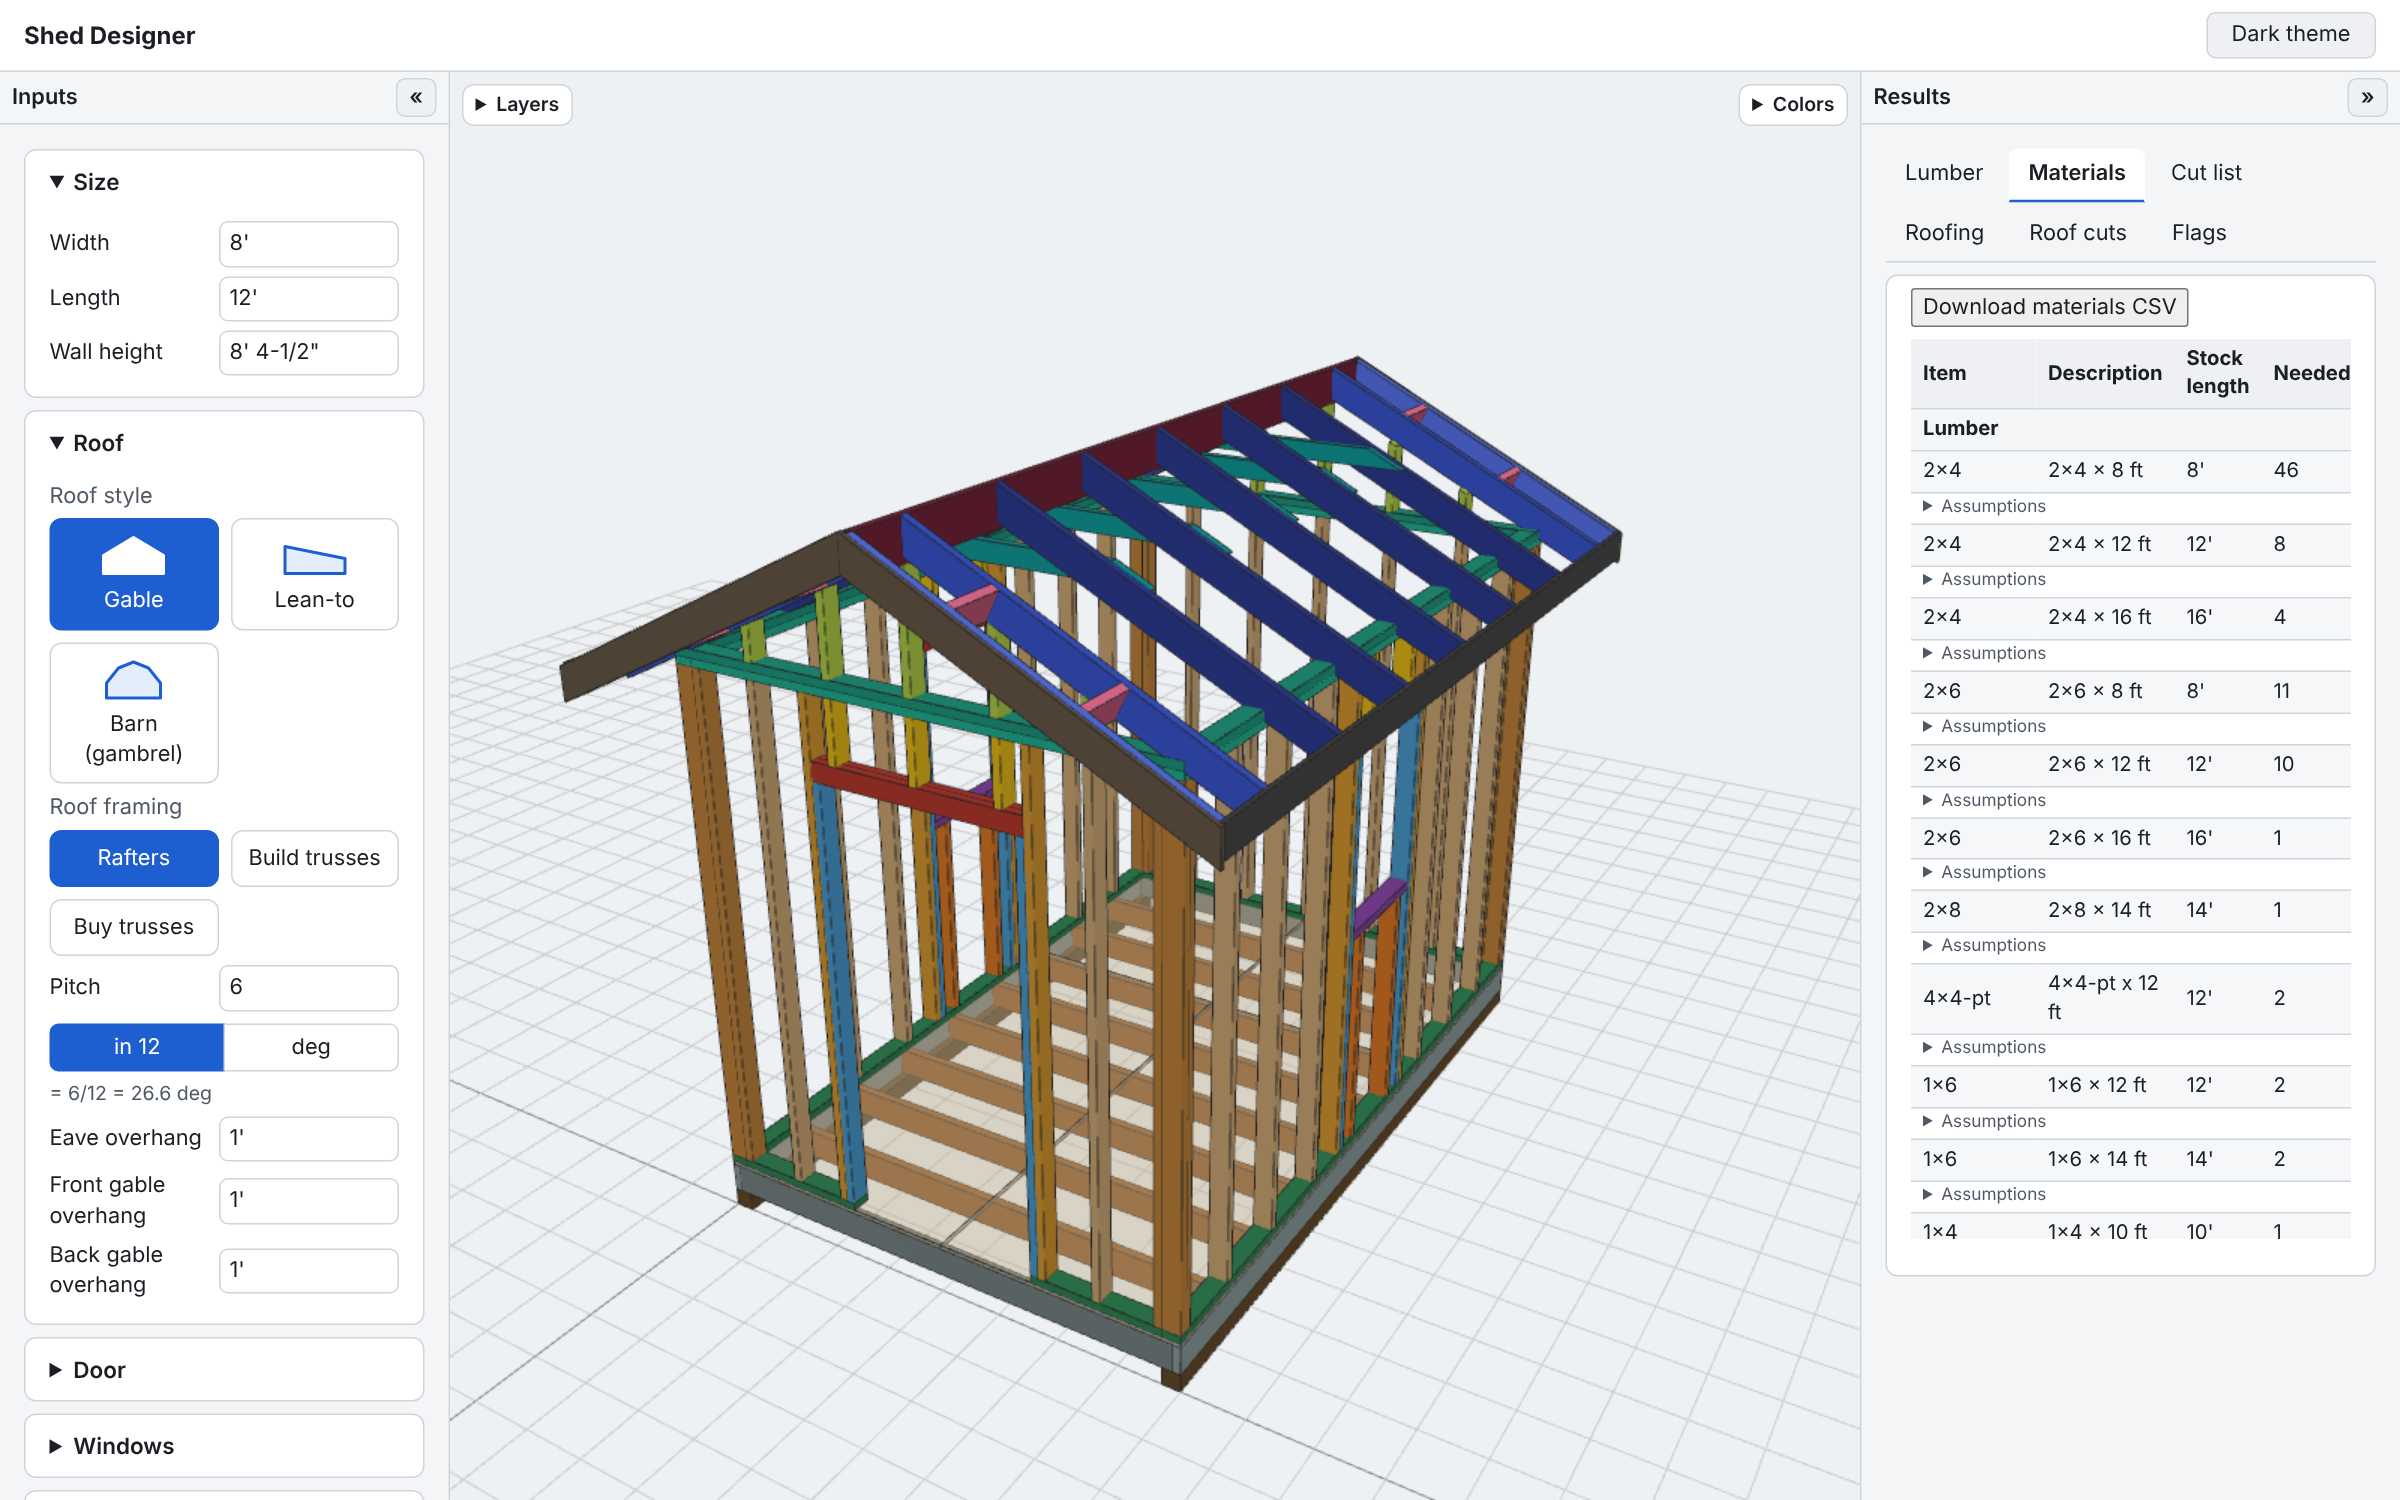 Shed Designer
Dark theme
Inputs
«
Layers
Colors
Results
»
Size
Width
8'
Length
12'
Wall height
8' 4-1/2"
Roof
Roof style
Gable
Lean-to
Barn
(gambrel)
Roof framing
Rafters
Build trusses
Buy trusses
Pitch
6
in 12
deg
= 6/12 = 26.6 deg
Eave overhang
1'
Front gable
overhang
1'
Back gable
overhang
1'
Door
Windows
Lumber
Materials
Cut list
Roofing
Roof cuts
Flags
Download materials CSV
Item Description Stock length Needed
Lumber
2×4 2×4 × 8 ft 8' 46
Assumptions
2×4 2×4 × 12 ft 12' 8
Assumptions
2×4 2×4 × 16 ft 16' 4
Assumptions
2×6 2×6 × 8 ft 8' 11
Assumptions
2×6 2×6 × 12 ft 12' 10
Assumptions
2×6 2×6 × 16 ft 16' 1
Assumptions
2×8 2×8 × 14 ft 14' 1
Assumptions
4×4-pt 4×4-pt x 12 ft 12' 2
Assumptions
1×6 1×6 × 12 ft 12' 2
Assumptions
1×6 1×6 × 14 ft 14' 2
Assumptions
1×4 1×4 × 10 ft 10' 1